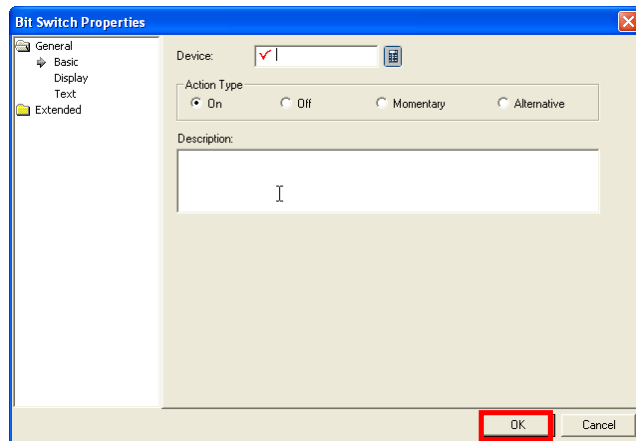 Bit Switch Properties
General
Basic
Display
Text
Extended
Device:
Action Type
On Off Momentary Alternative
Description:
OK Cancel